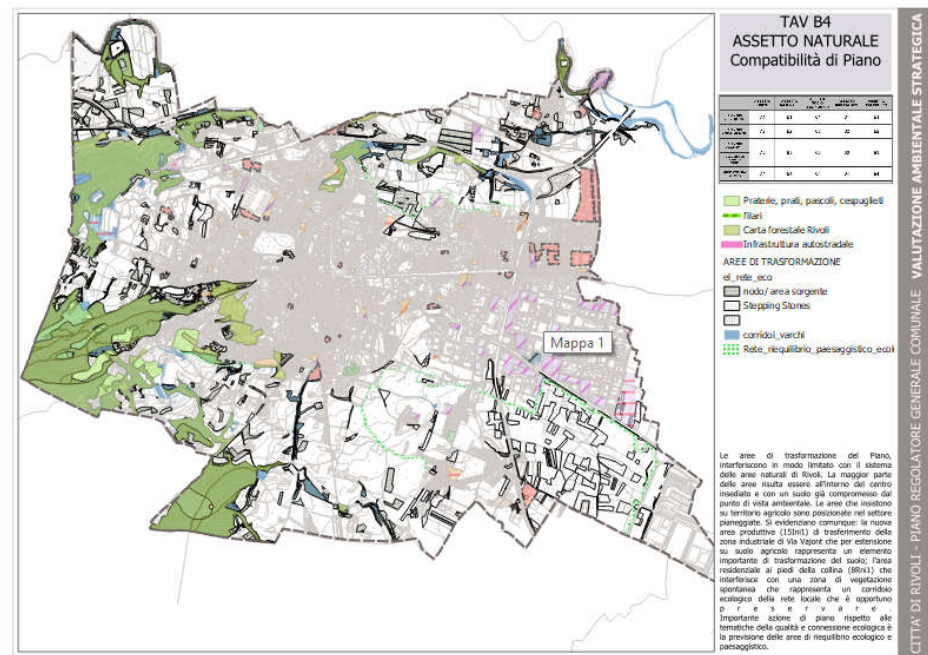 TAV B4
ASSETTO NATURALE
Compatibilità di Piano
Praterie, prati, pascoli, cespuglieti
filari
Carta forestale Rivoli
Infrastruttura autostradale
AREE DI TRASFORMAZIONE
el_rete_eco
nodo/ area sorgente
Stepping Stones
corridoi_varchi
Rete_riequilibrio_paesaggistico_ecol
Mappa 1
Le aree di trasformazione del Piano,
interferiscono in modo limitato con il sistema
delle aree naturali di Rivoli. La maggior parte
delle aree risulta essere all'interno del centro
insediato e con un suolo già compromesso dal
punto di vista ambientale. Le aree che insistono
su territorio agricolo sono posizionate nel settore
pianeggiante. Si evidenziano comunque: la nuova
area produttiva (15Ini1) di trasferimento della
zona industriale di Via Vajont che per estensione
su suolo agricolo rappresenta un elemento
importante di trasformazione del suolo; l'area
residenziale ai piedi della collina (8Rni1) che
interferisce con una zona di vegetazione
spontanea che rappresenta un corridoio
ecologico della rete locale che è opportuno
p r e s e r v a r e .
Importante azione di piano rispetto alle
tematiche della qualità e connessione ecologica è
la previsione delle aree di riequilibrio ecologico e
paesaggistico.
CITTA' DI RIVOLI - PIANO REGOLATORE GENERALE COMUNALE VALUTAZIONE AMBIENTALE STRATEGICA